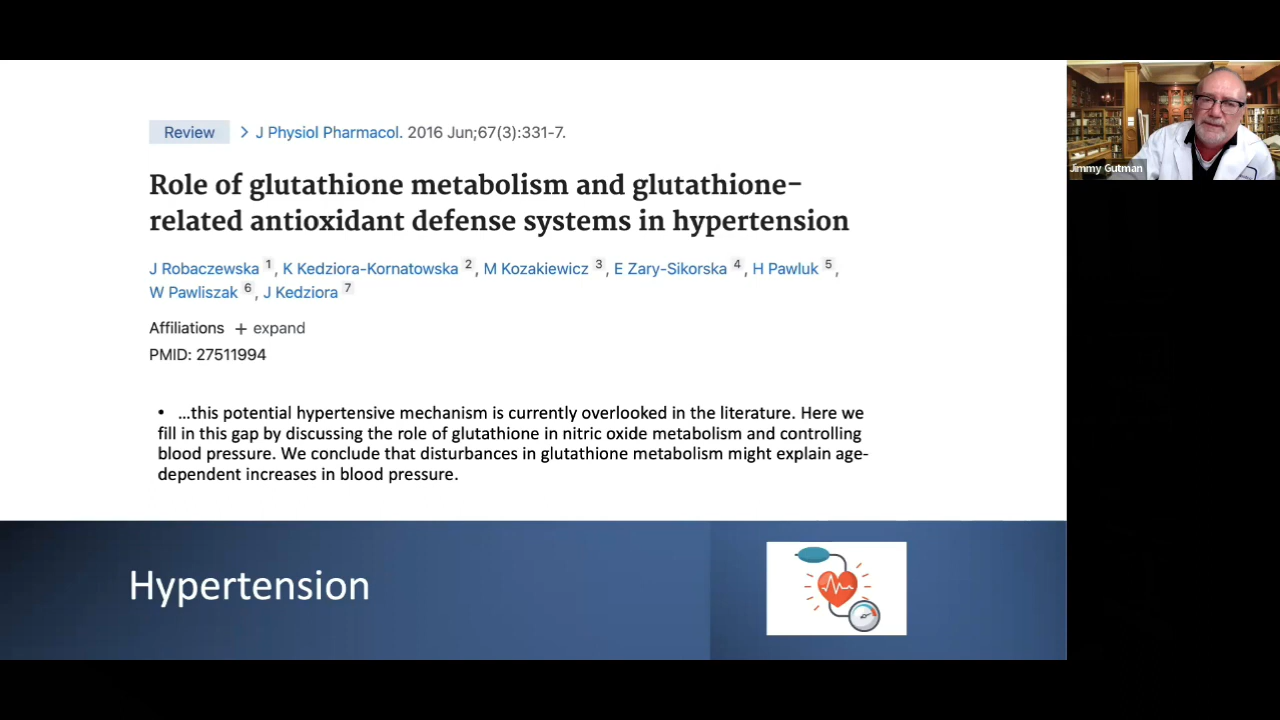 Review > J Physiol Pharmacol. 2016 Jun;67(3):331-7.
Role of glutathione metabolism and glutathione-
related antioxidant defense systems in hypertension
J Robaczewska 1, K Kedziora-Kornatowska 2, M Kozakiewicz 3, E Zary-Sikorska 4, H Pawluk 5,
W Pawliszak 6, J Kedziora 7
Affiliations + expand
PMID: 27511994
• …this potential hypertensive mechanism is currently overlooked in the literature. Here we
fill in this gap by discussing the role of glutathione in nitric oxide metabolism and controlling
blood pressure. We conclude that disturbances in glutathione metabolism might explain age-
dependent increases in blood pressure.
Hypertension
Jimmy Gutman